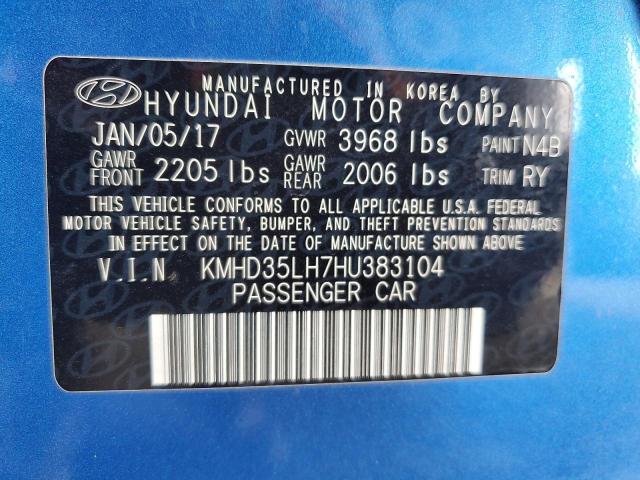 MANUFACTURED IN KOREA BY
HYUNDAI MOTOR COMPANY
JAN/05/17 GVWR 3968 lbs PAINT N4B
GAWR FRONT 2205 lbs GAWR REAR 2006 lbs TRIM RY
THIS VEHICLE CONFORMS TO ALL APPLICABLE U.S.A. FEDERAL
MOTOR VEHICLE SAFETY, BUMPER, AND THEFT PREVENTION STANDARDS
IN EFFECT ON THE DATE OF MANUFACTURE SHOWN ABOVE.
V.I.N. KMHD35LH7HU383104
PASSENGER CAR